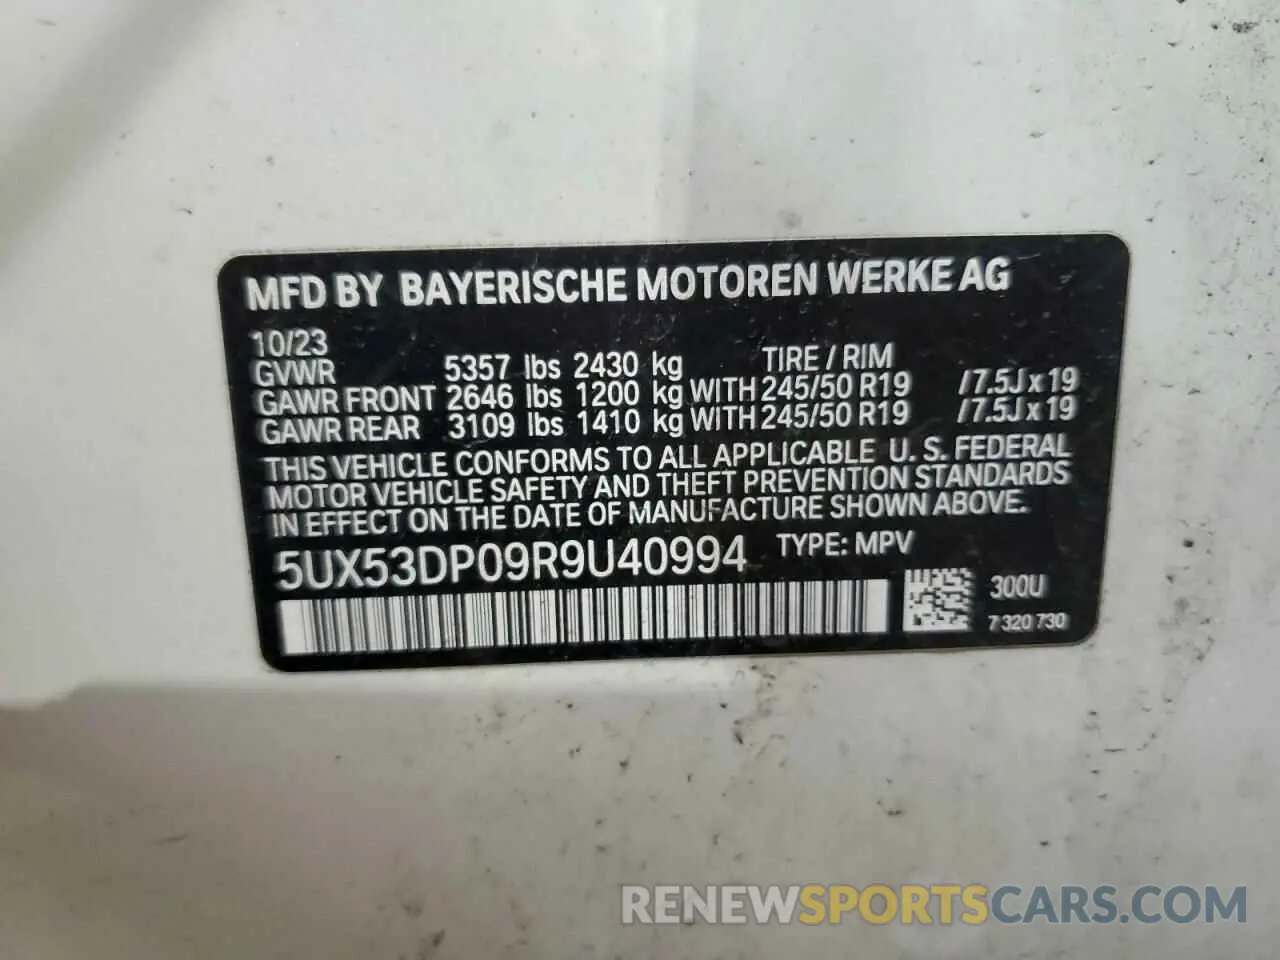 MFD BY BAYERISCHE MOTOREN WERKE AG
10/23
GVWR 5357 lbs 2430 kg TIRE / RIM
GAWR FRONT 2646 lbs 1200 kg WITH 245/50 R19 /7.5J x 19
GAWR REAR 3109 lbs 1410 kg WITH 245/50 R19 /7.5J x 19
THIS VEHICLE CONFORMS TO ALL APPLICABLE U. S. FEDERAL
MOTOR VEHICLE SAFETY AND THEFT PREVENTION STANDARDS
IN EFFECT ON THE DATE OF MANUFACTURE SHOWN ABOVE.
5UX53DP09R9U40994 TYPE: MPV
300U
7 320 730
RENEWSPORTSCARS.COM